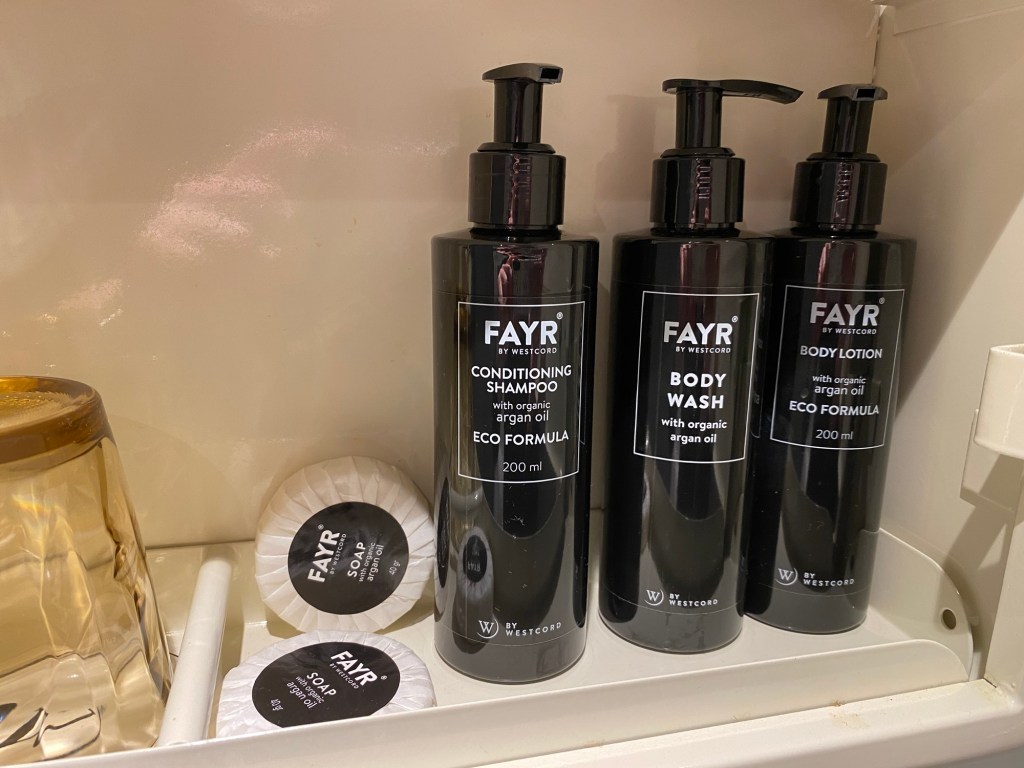 FAYR®
BY WESTCORD
CONDITIONING
SHAMPOO
with organic
argan oil
ECO FORMULA
200 ml
W BY
WESTCORD
FAYR®
BY WESTCORD
BODY
WASH
with organic
argan oil
W BY
WESTCORD
FAYR®
BY WESTCORD
BODY LOTION
with organic
argan oil
ECO FORMULA
200 ml
W BY
WESTCORD
FAYR®
BY WESTCORD
SOAP
with organic
argan oil
40 gr
FAYR®
BY WESTCORD
SOAP
with organic
argan oil
40 gr